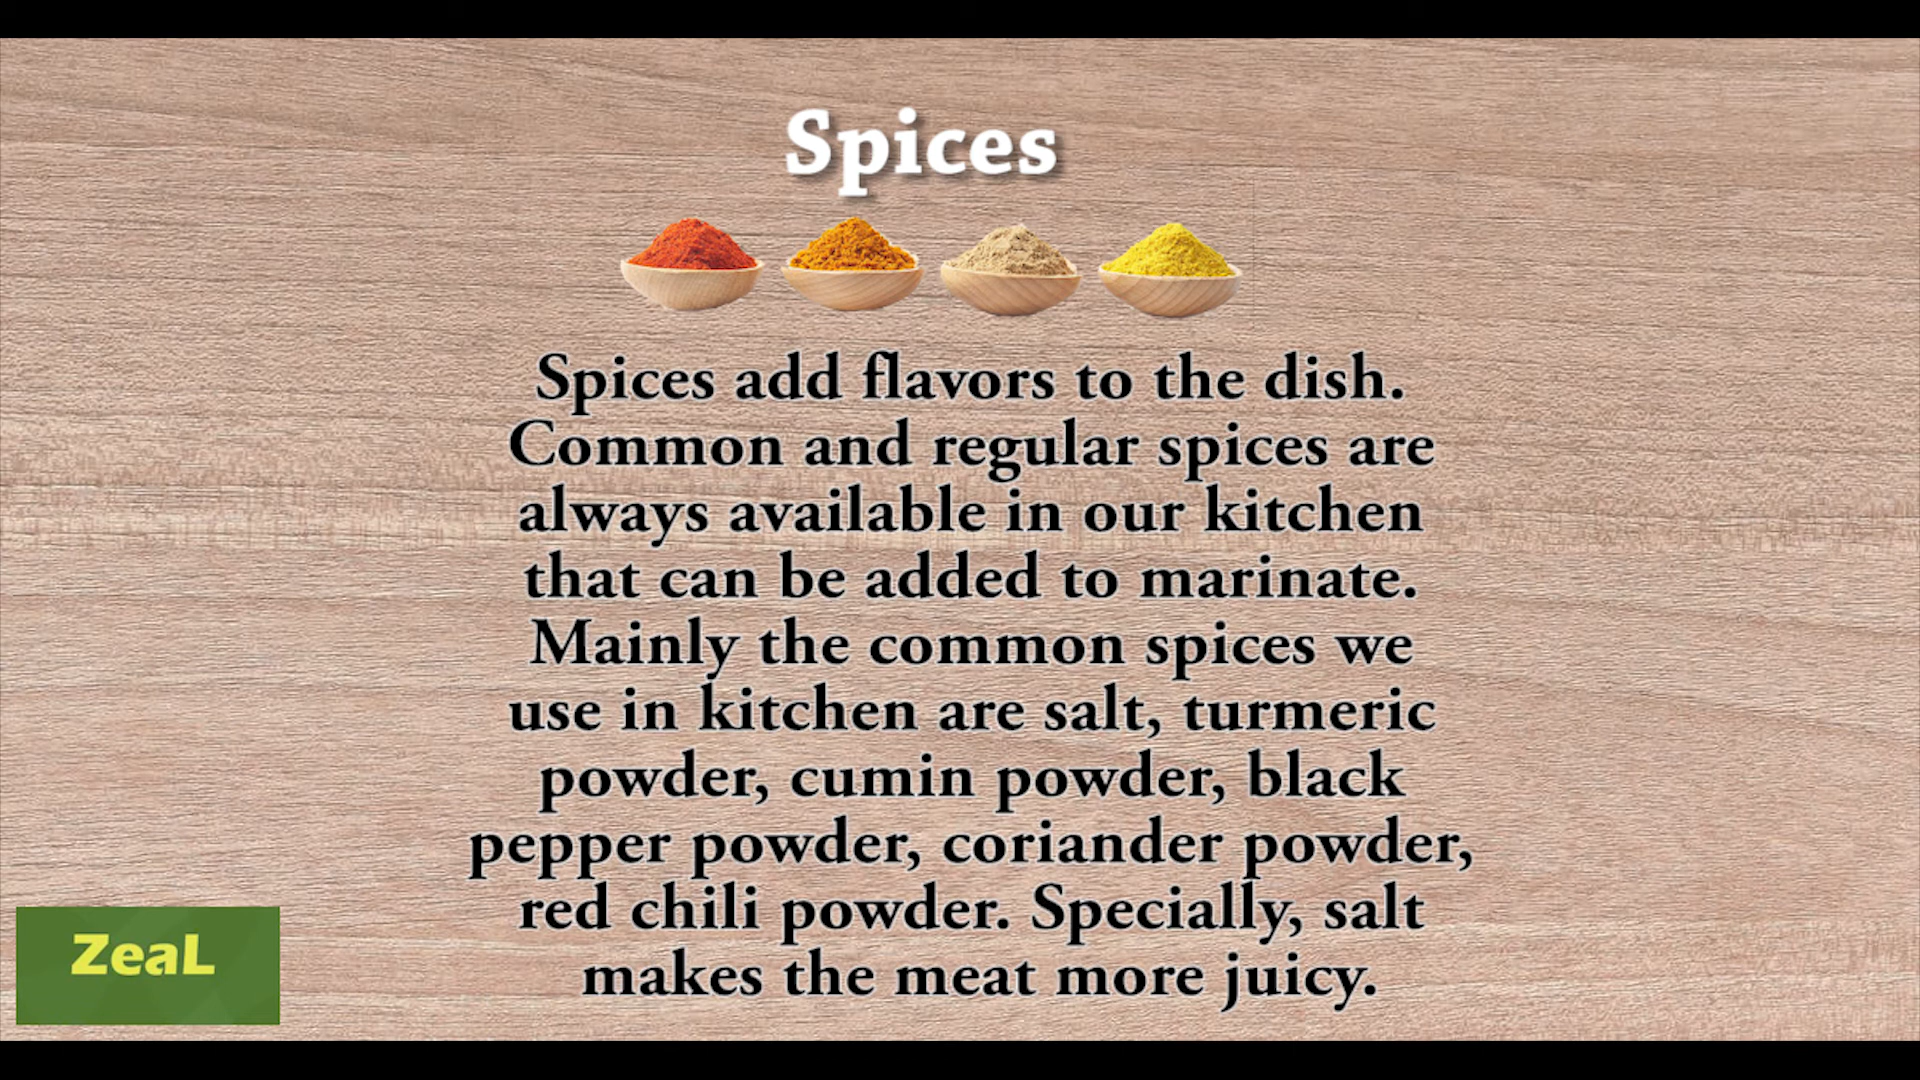 Spices
Spices add flavors to the dish.
Common and regular spices are
always available in our kitchen
that can be added to marinate.
Mainly the common spices we
use in kitchen are salt, turmeric
powder, cumin powder, black
pepper powder, coriander powder,
red chili powder. Specially, salt
makes the meat more juicy.
ZeaL